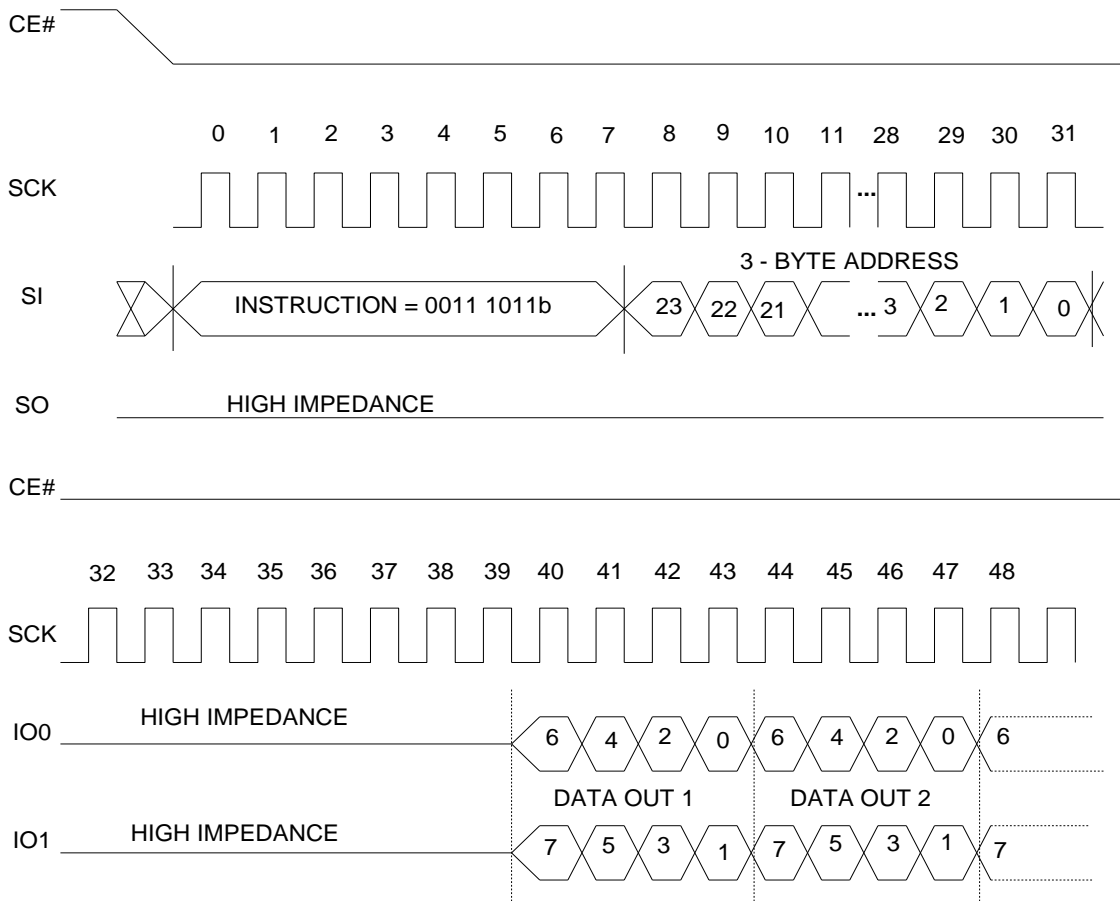 CE#
0 1 2 3 4 5 6 7 8 9 10 11 28 29 30 31
SCK ...
3 - BYTE ADDRESS
SI INSTRUCTION = 0011 1011b 23 22 21 ... 3 2 1 0
SO HIGH IMPEDANCE
CE#
32 33 34 35 36 37 38 39 40 41 42 43 44 45 46 47 48
SCK
IO0 HIGH IMPEDANCE 6 4 2 0 6 4 2 0 6
DATA OUT 1 DATA OUT 2
IO1 HIGH IMPEDANCE 7 5 3 1 7 5 3 1 7